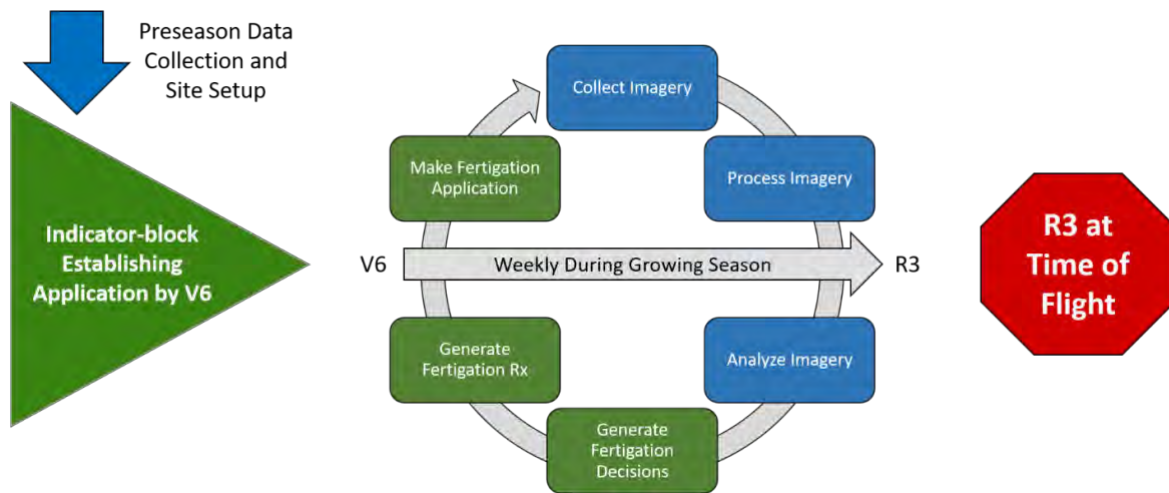 Preseason Data
Collection and
Site Setup
Indicator-block
Establishing
Application by V6
Collect Imagery
Make Fertigation
Application
Process Imagery
V6
Weekly During Growing Season
R3
Generate
Fertigation Rx
Analyze Imagery
Generate
Fertigation
Decisions
R3 at
Time of
Flight